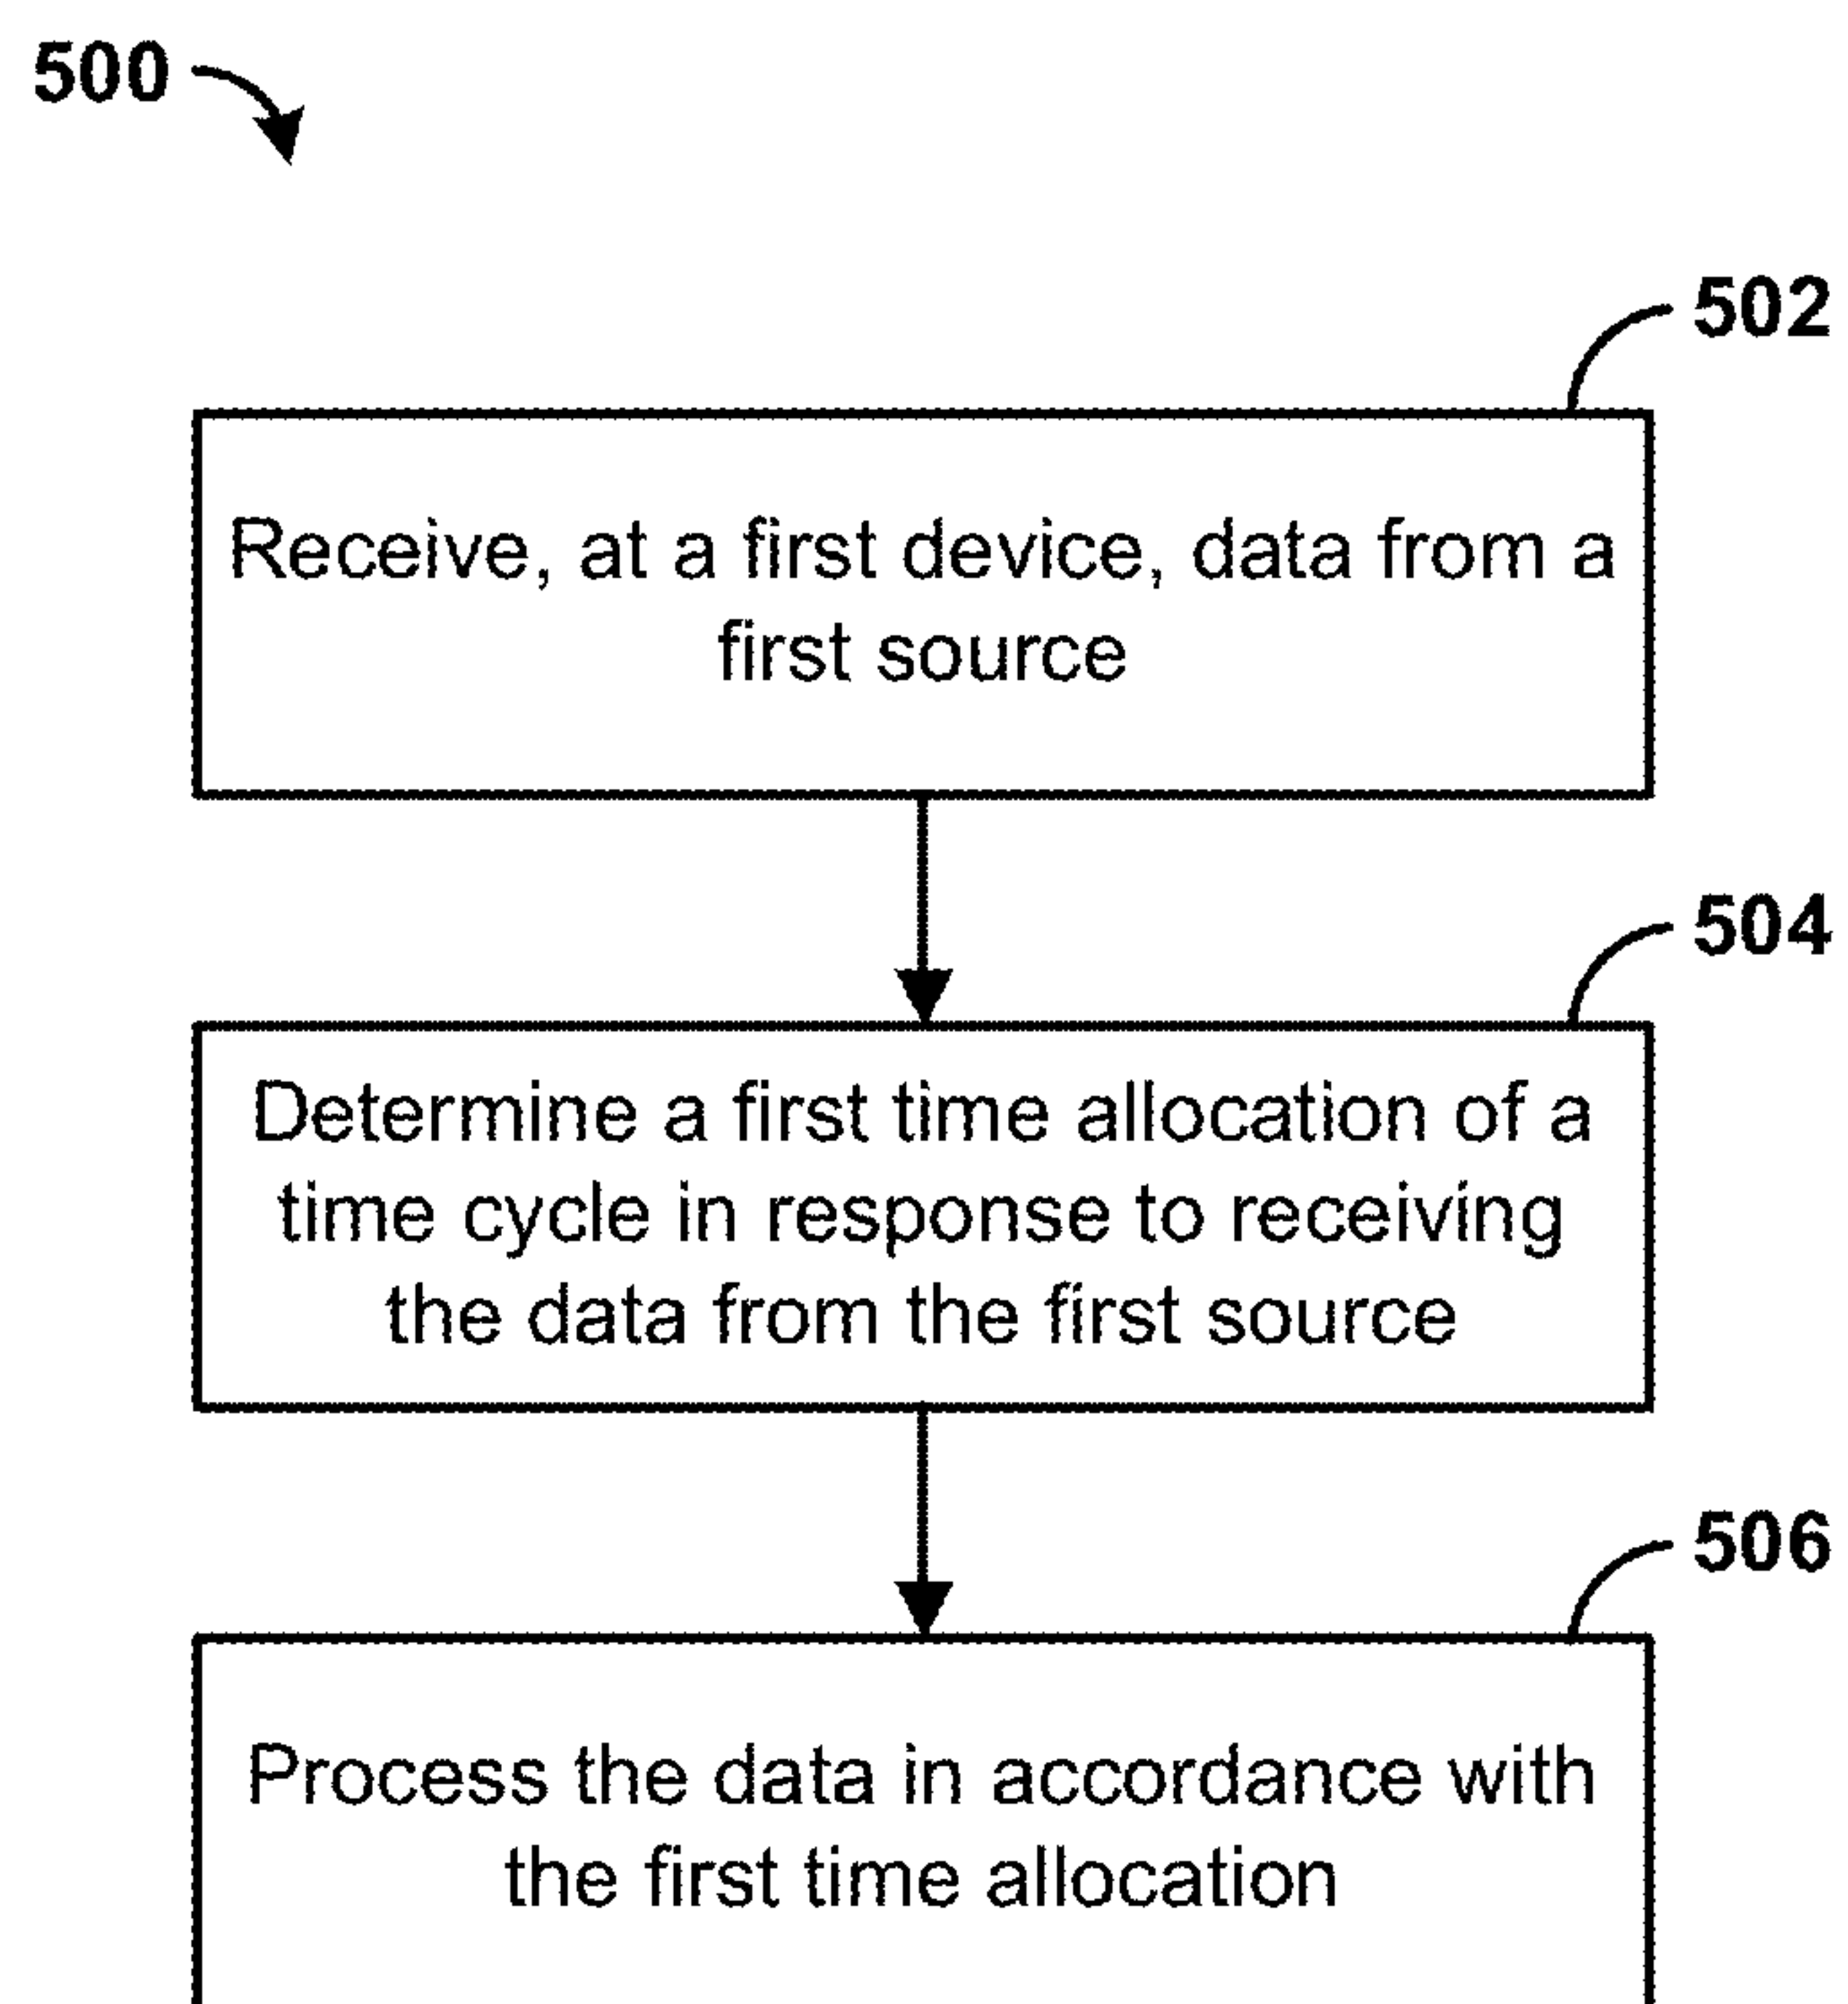 500
502
Receive, at a first device, data from a
first source
504
Determine a first time allocation of a
time cycle in response to receiving
the data from the first source
506
Process the data in accordance with
the first time allocation